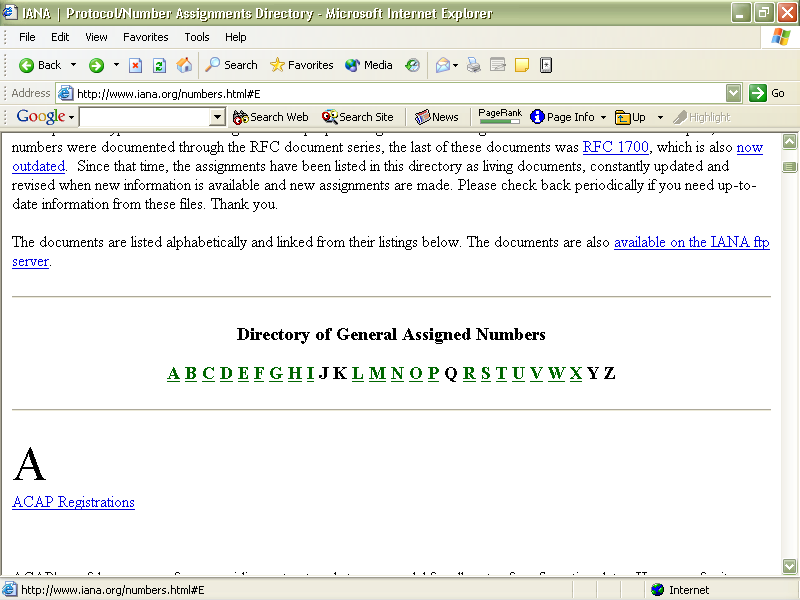 IANA | Protocol/Number Assignments Directory - Microsoft Internet Explorer
File Edit View Favorites Tools Help
Back Search Favorites Media
Address http://www.iana.org/numbers.html#E Go
Google Search Web Search Site News PageRank Page Info Up Highlight
numbers were documented through the RFC document series, the last of these documents was RFC 1700, which is also now
outdated. Since that time, the assignments have been listed in this directory as living documents, constantly updated and
revised when new information is available and new assignments are made. Please check back periodically if you need up-to-
date information from these files. Thank you.
The documents are listed alphabetically and linked from their listings below. The documents are also available on the IANA ftp
server.
Directory of General Assigned Numbers
A B C D E F G H I J K L M N O P Q R S T U V W X Y Z
A
ACAP Registrations
http://www.iana.org/numbers.html#E Internet